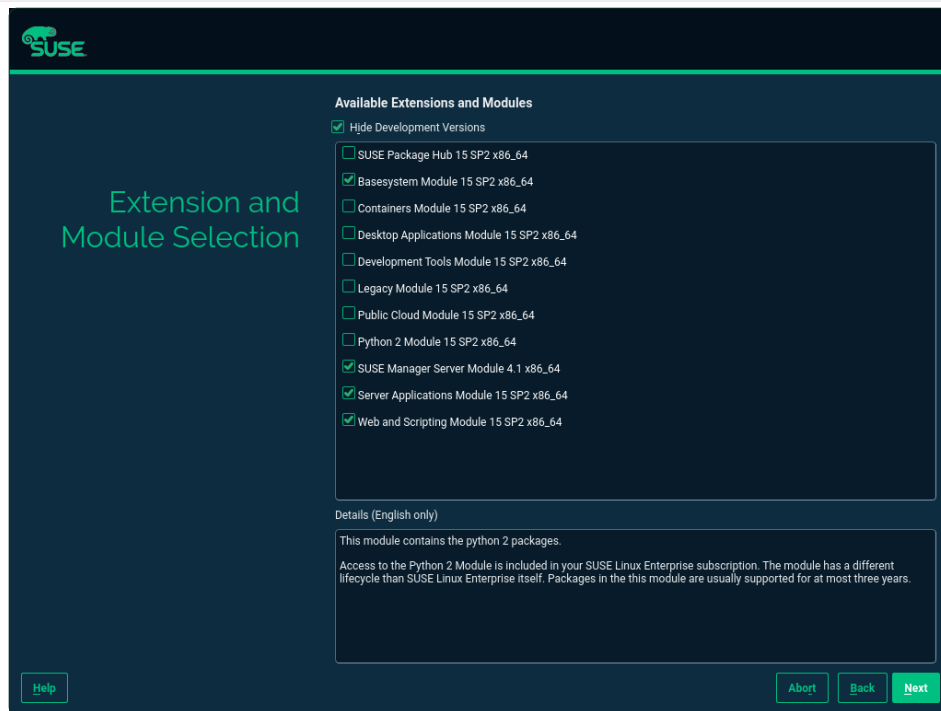 SUSE
Available Extensions and Modules
Hide Development Versions
Extension and
Module Selection
SUSE Package Hub 15 SP2 x86_64
Basesystem Module 15 SP2 x86_64
Containers Module 15 SP2 x86_64
Desktop Applications Module 15 SP2 x86_64
Development Tools Module 15 SP2 x86_64
Legacy Module 15 SP2 x86_64
Public Cloud Module 15 SP2 x86_64
Python 2 Module 15 SP2 x86_64
SUSE Manager Server Module 4.1 x86_64
Server Applications Module 15 SP2 x86_64
Web and Scripting Module 15 SP2 x86_64
Details (English only)
This module contains the python 2 packages.
Access to the Python 2 Module is included in your SUSE Linux Enterprise subscription. The module has a different
lifecycle than SUSE Linux Enterprise itself. Packages in the this module are usually supported for at most three years.
Help
Abort
Back
Next